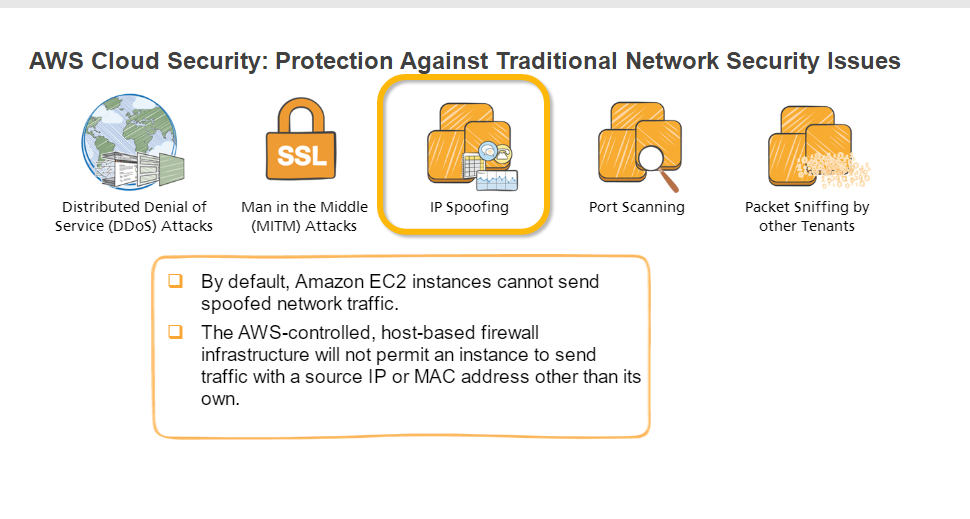 AWS Cloud Security: Protection Against Traditional Network Security Issues
SSL
Distributed Denial of
Service (DDoS) Attacks
Man in the Middle
(MITM) Attacks
IP Spoofing
Port Scanning
Packet Sniffing by
other Tenants
By default, Amazon EC2 instances cannot send
spoofed network traffic.
The AWS-controlled, host-based firewall
infrastructure will not permit an instance to send
traffic with a source IP or MAC address other than its
own.